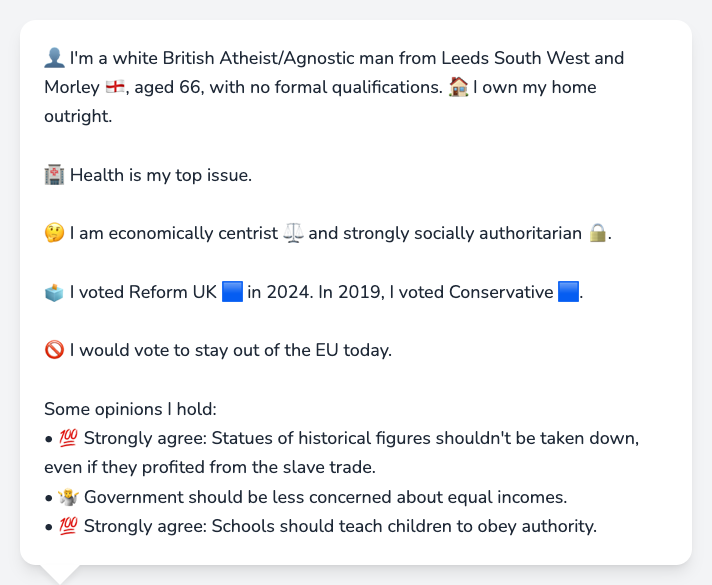 👤 I'm a white British Atheist/Agnostic man from Leeds South West and
Morley 🏴󠁧󠁢󠁥󠁮󠁧󠁿, aged 66, with no formal qualifications. 🏠 I own my home
outright.
🏥 Health is my top issue.
🤔 I am economically centrist ⚖️ and strongly socially authoritarian 🔒.
🗳️ I voted Reform UK 🟦 in 2024. In 2019, I voted Conservative 🟦.
🚫 I would vote to stay out of the EU today.
Some opinions I hold:
• 💯 Strongly agree: Statues of historical figures shouldn't be taken down,
even if they profited from the slave trade.
• 🤷 Government should be less concerned about equal incomes.
• 💯 Strongly agree: Schools should teach children to obey authority.